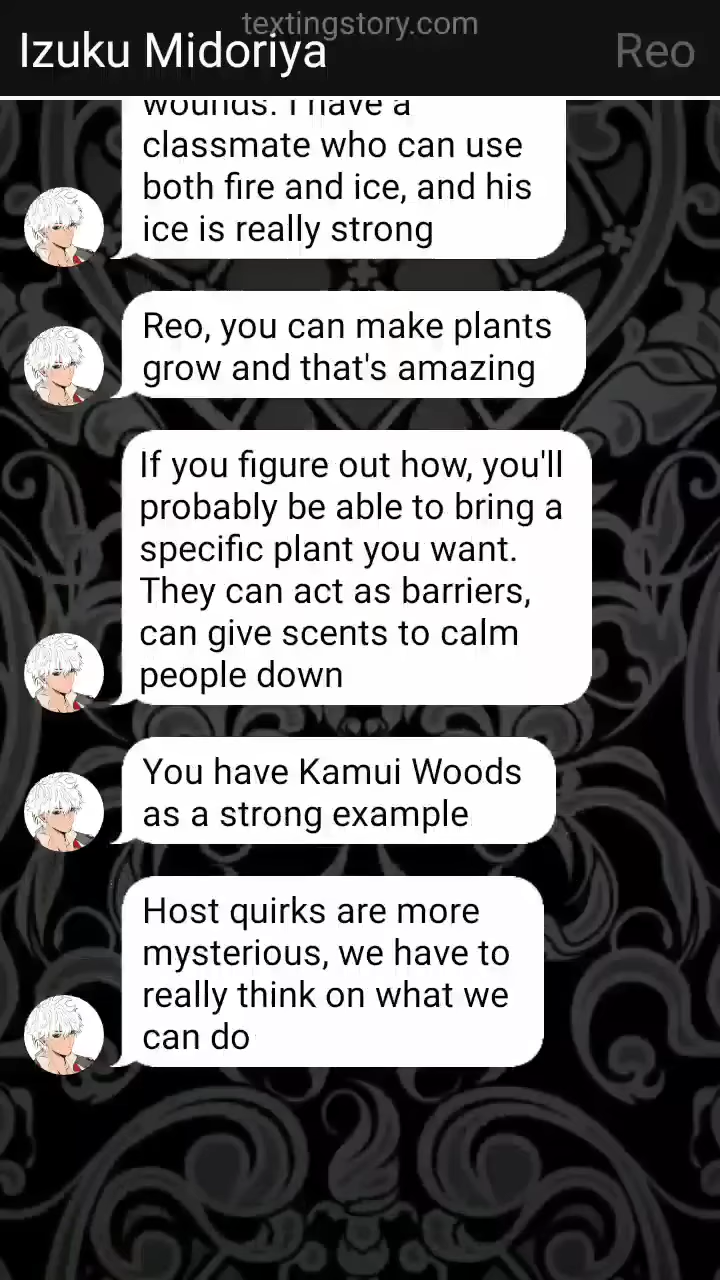 textingstory.com
Izuku Midoriya
Reo
wounds. I have a
classmate who can use
both fire and ice, and his
ice is really strong
Reo, you can make plants
grow and that's amazing
If you figure out how, you'll
probably be able to bring a
specific plant you want.
They can act as barriers,
can give scents to calm
people down
You have Kamui Woods
as a strong example
Host quirks are more
mysterious, we have to
really think on what we
can do